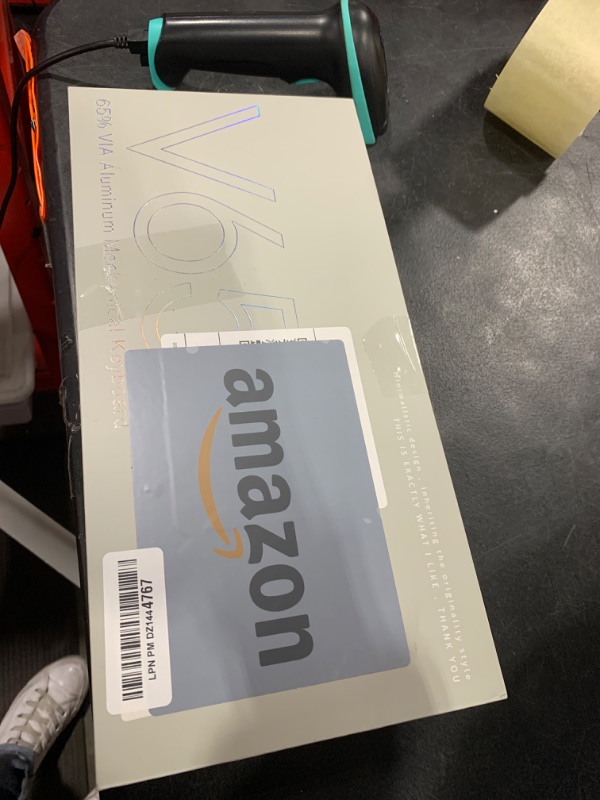 V65
65% VIA Aluminum Mechanical Keyboard
amazon
LPN PM DZ1444767
Minimalistic design · inheriting the originality style
THIS IS EXACTLY WHAT I LIKE · THANK YOU